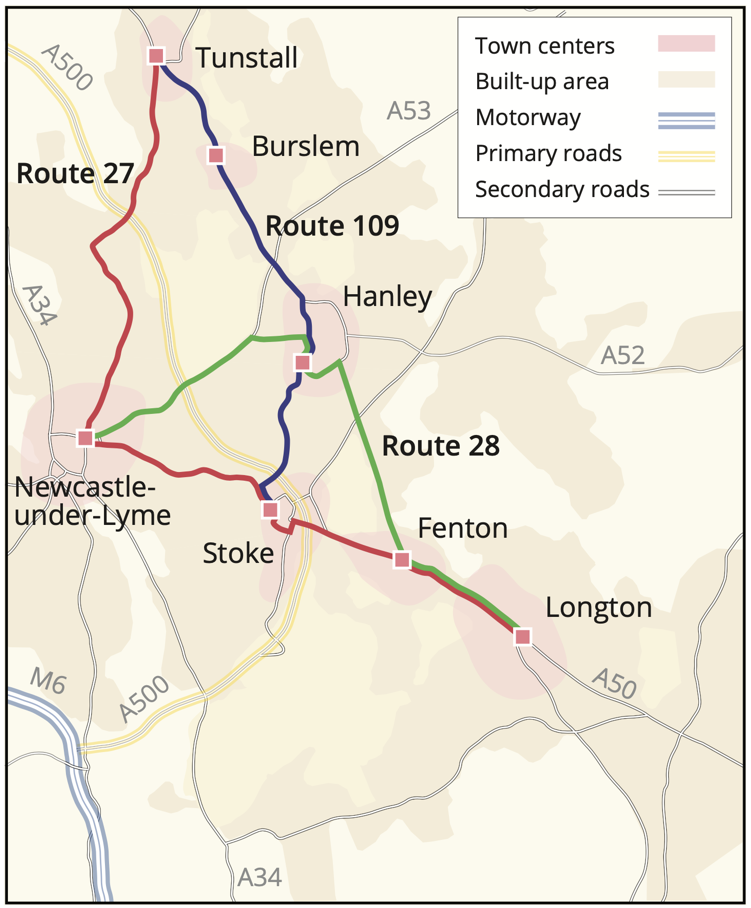 Tunstall
A500
Town centers
Built-up area
Motorway
Primary roads
Secondary roads
A53
Burslem
Route 27
Route 109
Hanley
A34
A52
Route 28
Newcastle-
under-Lyme
Stoke
Fenton
Longton
M6
A500
A50
A34